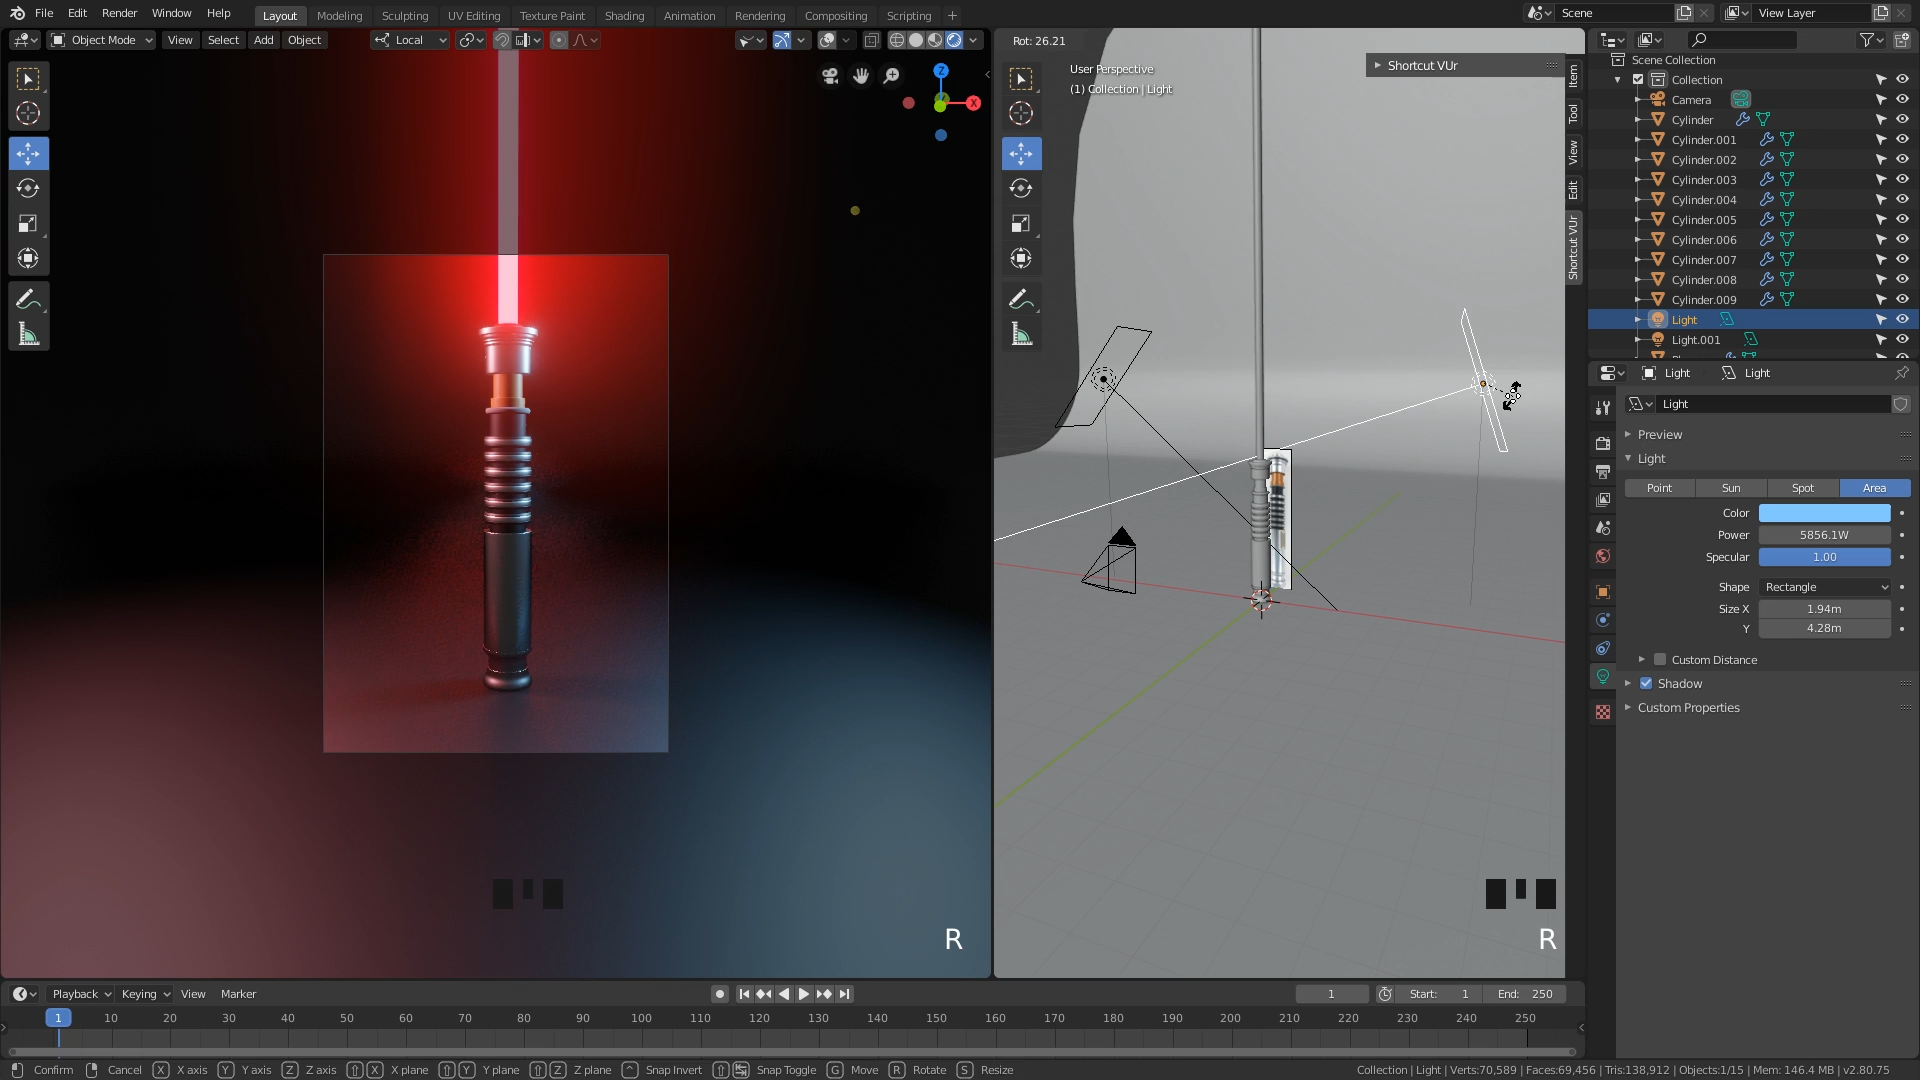 File Edit Render Window Help
Layout Modeling Sculpting UV Editing Texture Paint Shading Animation Rendering Compositing Scripting +
Scene
View Layer
Object Mode View Select Add Object
Local
Rot: 26.21
User Perspective
(1) Collection | Light
Shortcut VUr
Item
Tool
View
Edit
Shortcut VUr
Z
X
Scene Collection
Collection
Camera
Cylinder
Cylinder.001
Cylinder.002
Cylinder.003
Cylinder.004
Cylinder.005
Cylinder.006
Cylinder.007
Cylinder.008
Cylinder.009
Light
Light.001
Light Light
Light
Preview
Light
Point Sun Spot Area
Color
Power 5856.1W
Specular 1.00
Shape Rectangle
Size X 1.94m
Y 4.28m
Custom Distance
Shadow
Custom Properties
R
R
Playback Keying View Marker
1
Start: 1
End: 250
1 10 20 30 40 50 60 70 80 90 100 110 120 130 140 150 160 170 180 190 200 210 220 230 240 250
Confirm Cancel X X axis Y Y axis Z Z axis X X plane Y Y plane Z Z plane Snap Invert Snap Toggle G Move R Rotate S Resize
Collection | Light | Verts:70,589 | Faces:69,456 | Tris:138,912 | Objects:1/15 | Mem: 146.4 MB | v2.80.75